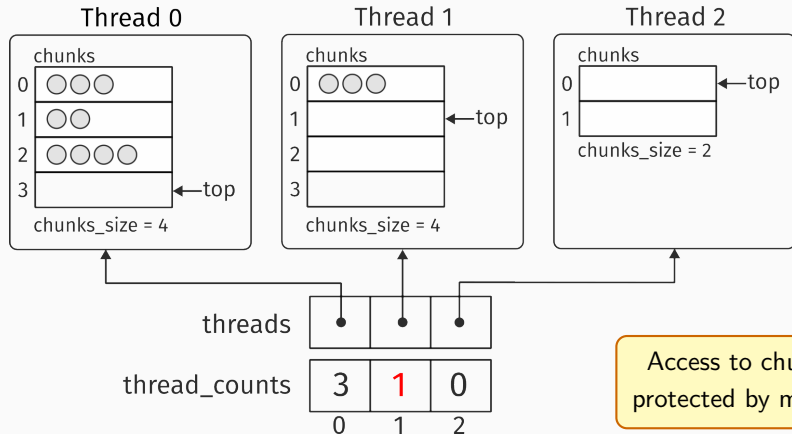 Thread 0
Thread 1
Thread 2
chunks
0
1
2
3
top
chunks_size = 4
chunks
0
1
2
3
top
chunks_size = 4
chunks
0
1
top
chunks_size = 2
threads
thread_counts
3 1 0
0 1 2
Access to
protected by